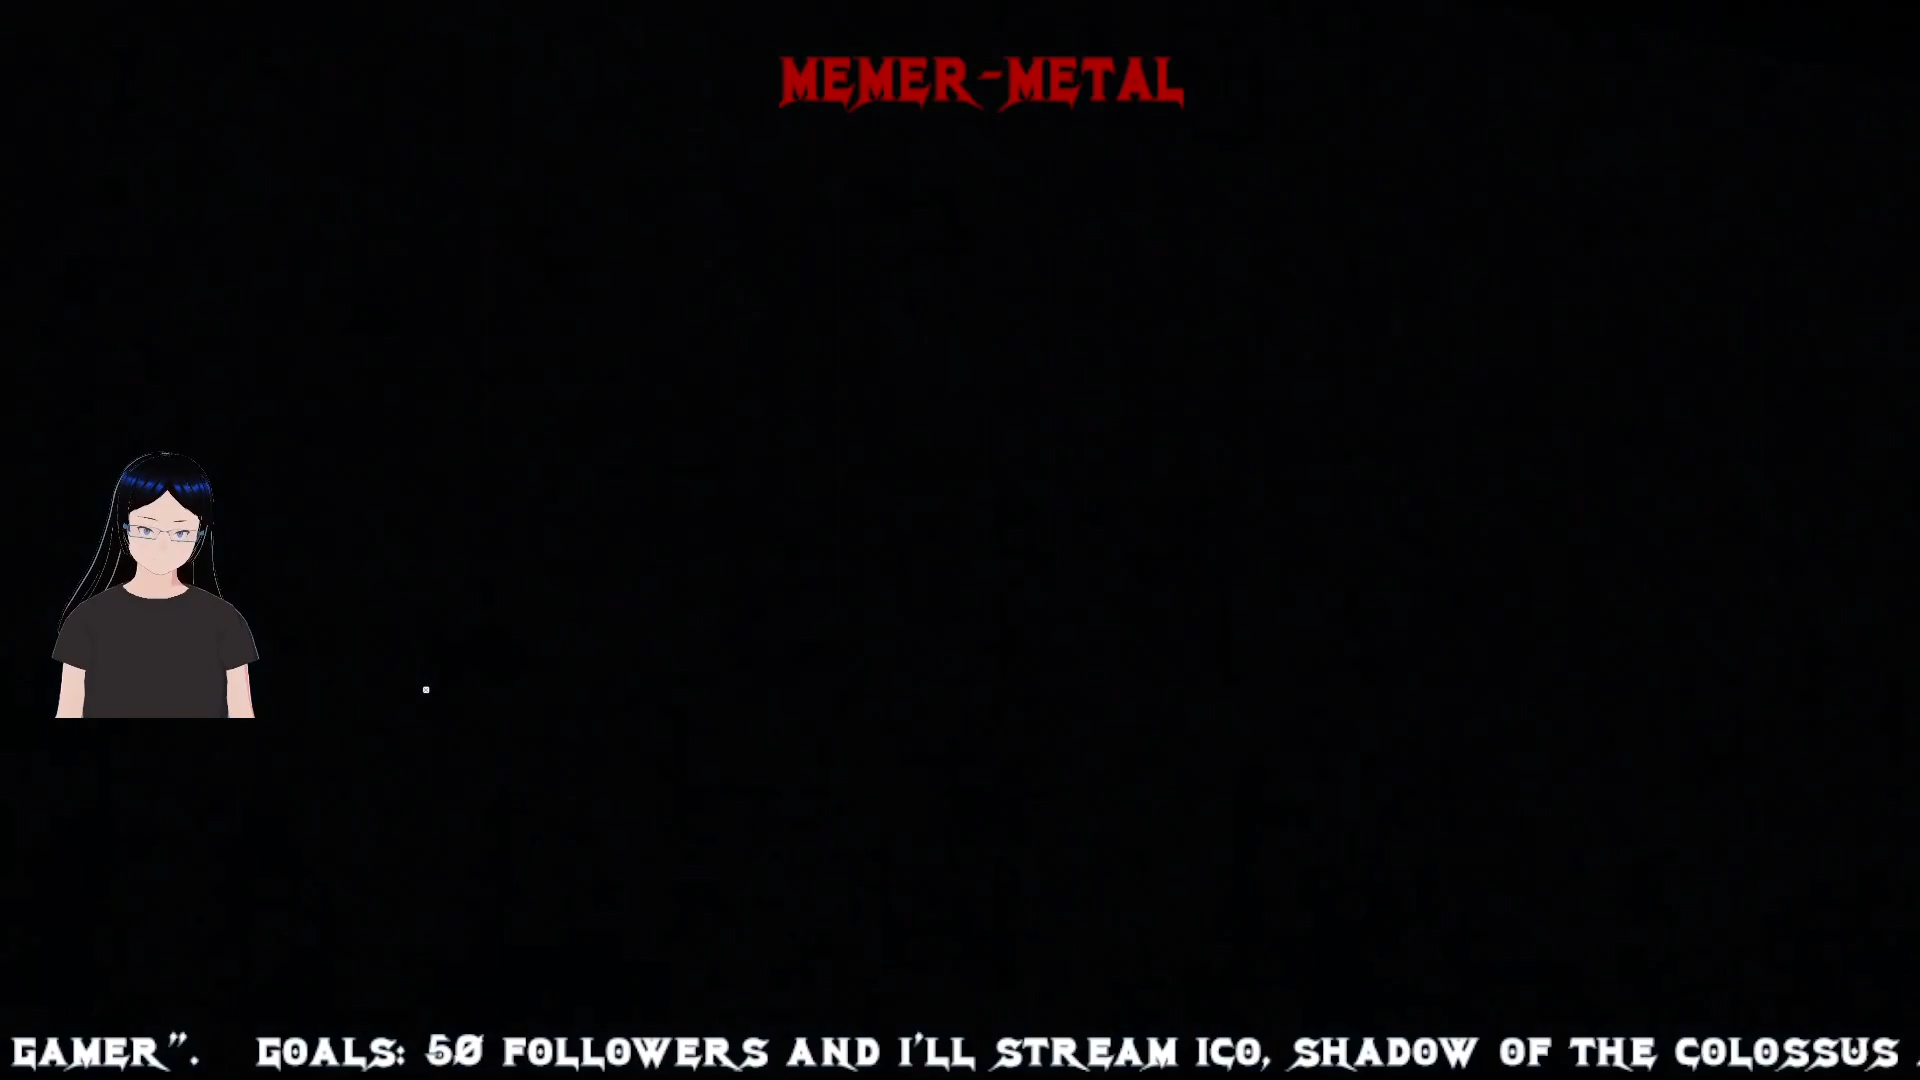 MEMER-METAL
GAMER". GOALS: 50 FOLLOWERS AND I'LL STREAM ICO, SHADOW OF THE COLOSSUS